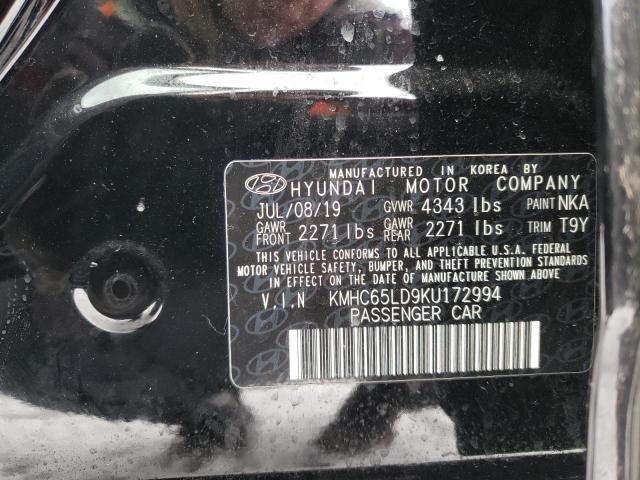 MANUFACTURED IN KOREA BY
HYUNDAI MOTOR COMPANY
JUL/08/19 GVWR 4343 lbs PAINT NKA
GAWR FRONT 2271 lbs GAWR REAR 2271 lbs TRIM T9Y
THIS VEHICLE CONFORMS TO ALL APPLICABLE U.S.A. FEDERAL
MOTOR VEHICLE SAFETY, BUMPER, AND THEFT PREVENTION STANDARDS
IN EFFECT ON THE DATE OF MANUFACTURE SHOWN ABOVE.
V.I.N KMHC65LD9KU172994
PASSENGER CAR